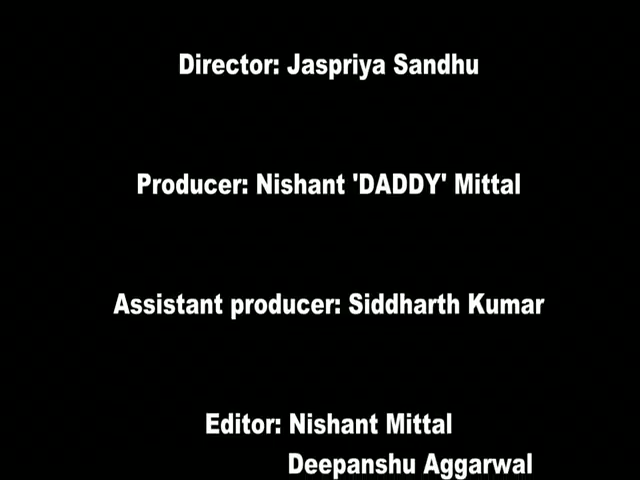 Director: Jaspriya Sandhu
Producer: Nishant 'DADDY' Mittal
Assistant producer: Siddharth Kumar
Editor: Nishant Mittal
Deepanshu Aggarwal